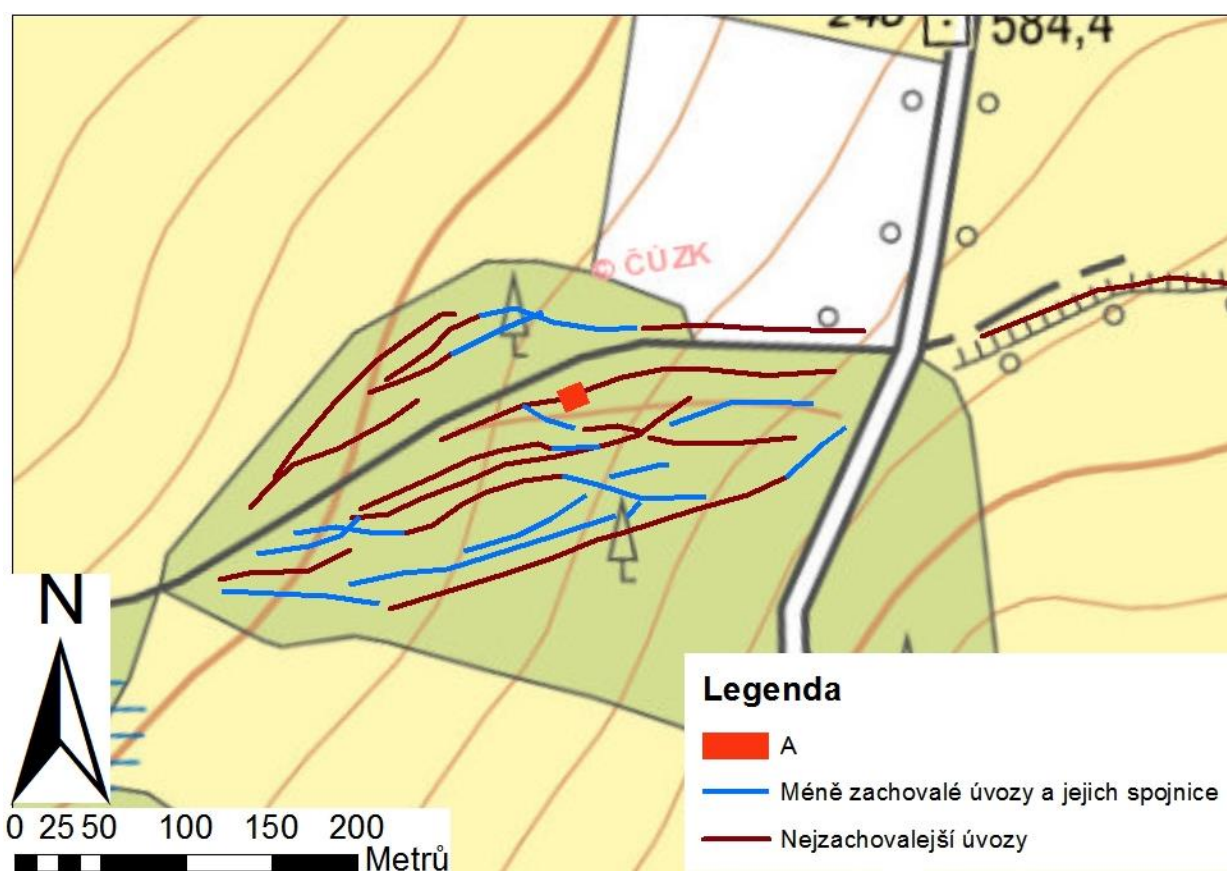 584,4
© ČÚZK
N
0 25 50 100 150 200
Metrů
Legenda
A
Méně zachovalé úvozy a jejich spojnice
Nejzachovalejší úvozy